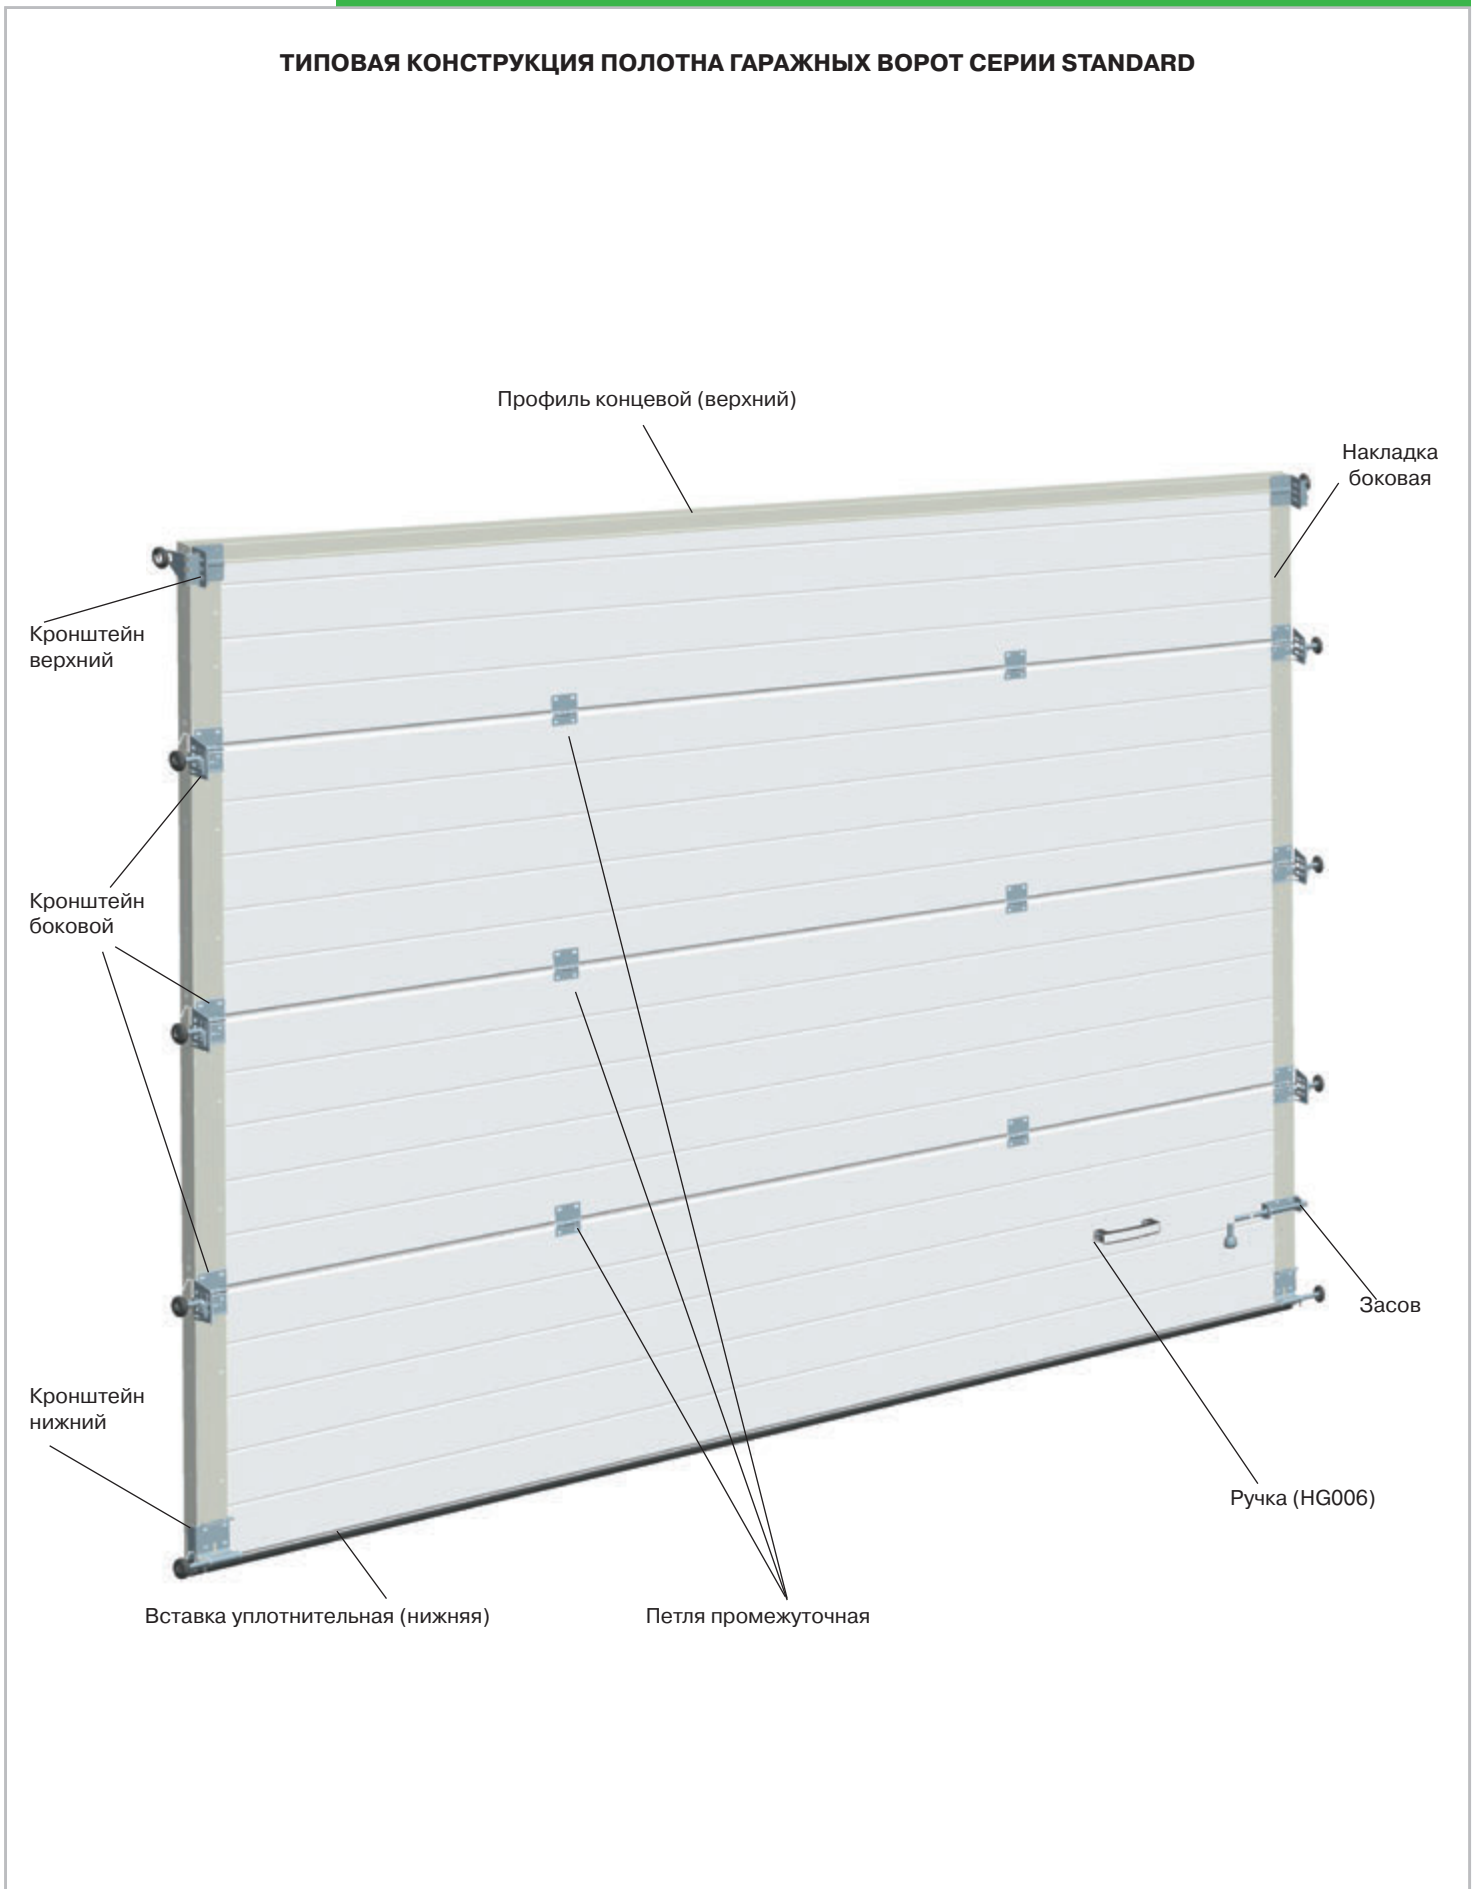 ТИПОВАЯ КОНСТРУКЦИЯ ПОЛОТНА ГАРАЖНЫХ ВОРОТ СЕРИИ STANDARD
Профиль концевой (верхний)
Накладка
боковая
Кронштейн
верхний
Кронштейн
боковой
Засов
Кронштейн
нижний
Ручка (HG006)
Вставка уплотнительная (нижняя)
Петля промежуточная